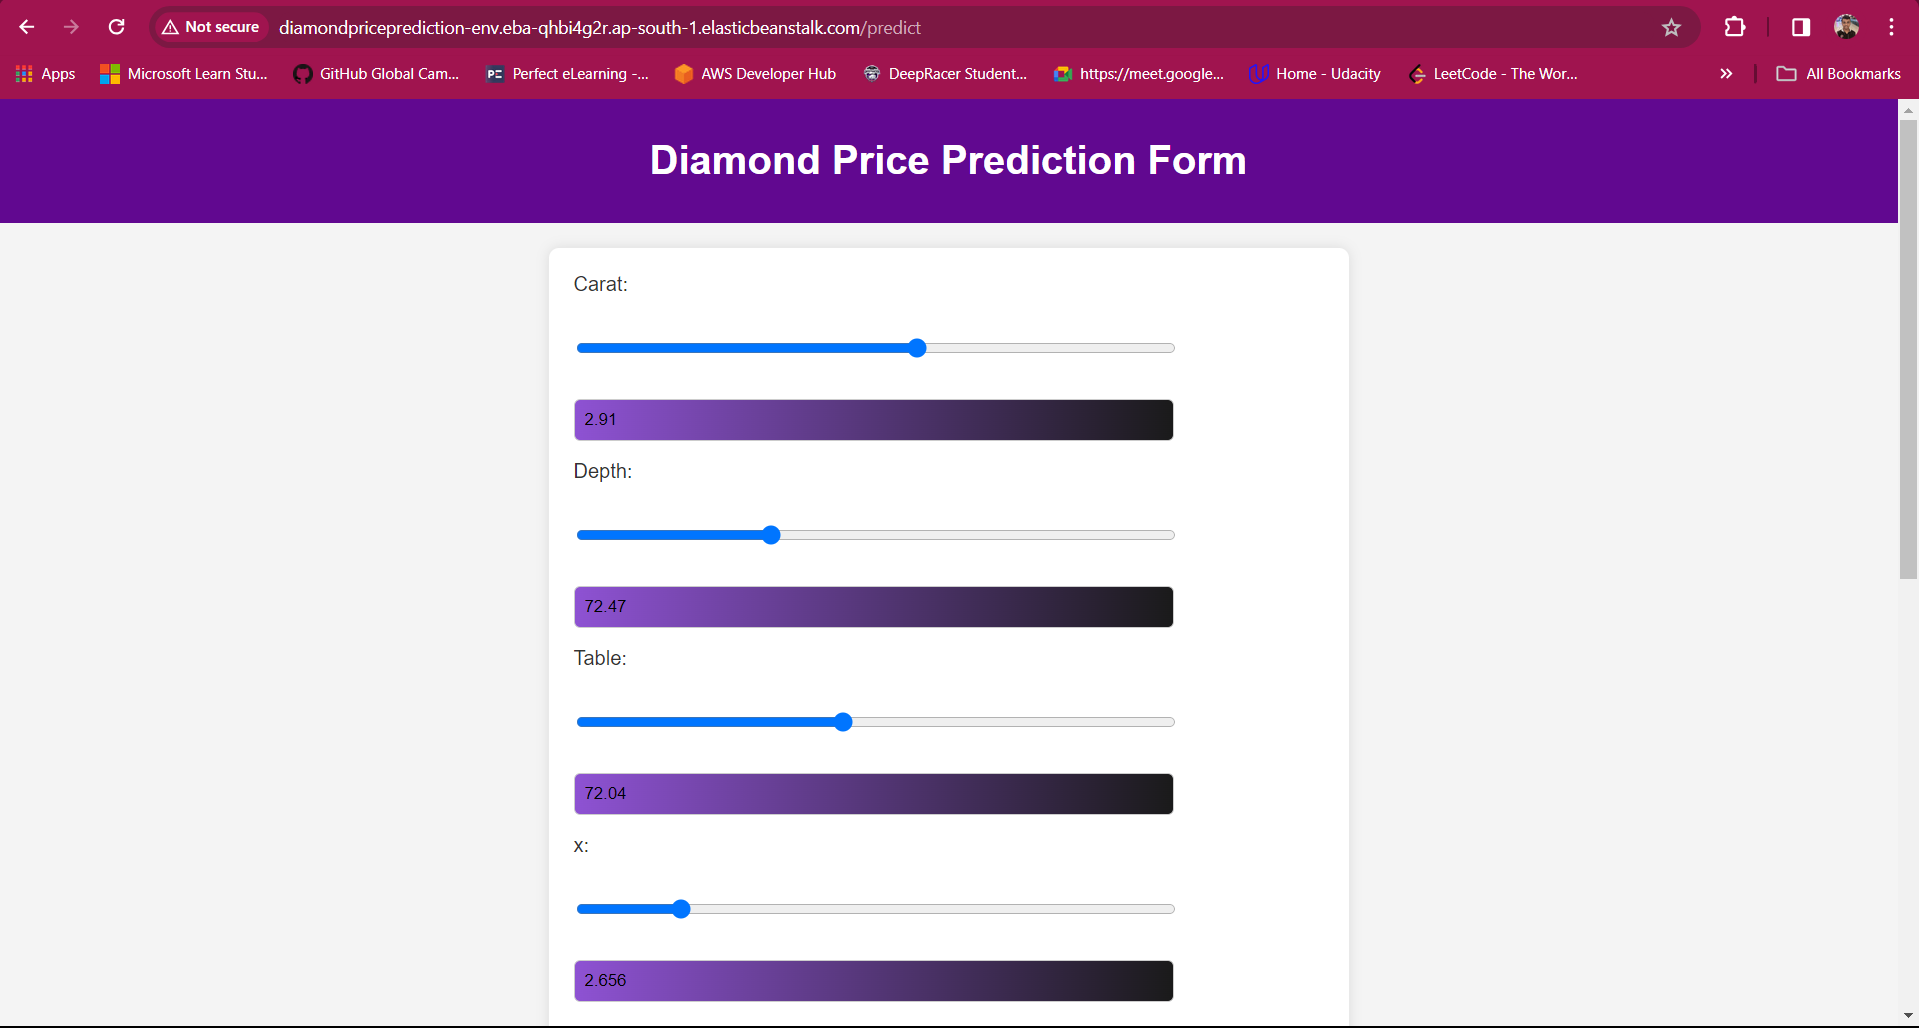 Not secure diamondpriceprediction-env.eba-qhbi4g2r.ap-south-1.elasticbeanstalk.com/predict
Apps Microsoft Learn Stu... GitHub Global Cam... PE Perfect eLearning -... AWS Developer Hub DeepRacer Student... https://meet.google... Home - Udacity LeetCode - The Wor... » All Bookmarks
Diamond Price Prediction Form
Carat:
2.91
Depth:
72.47
Table:
72.04
x:
2.656